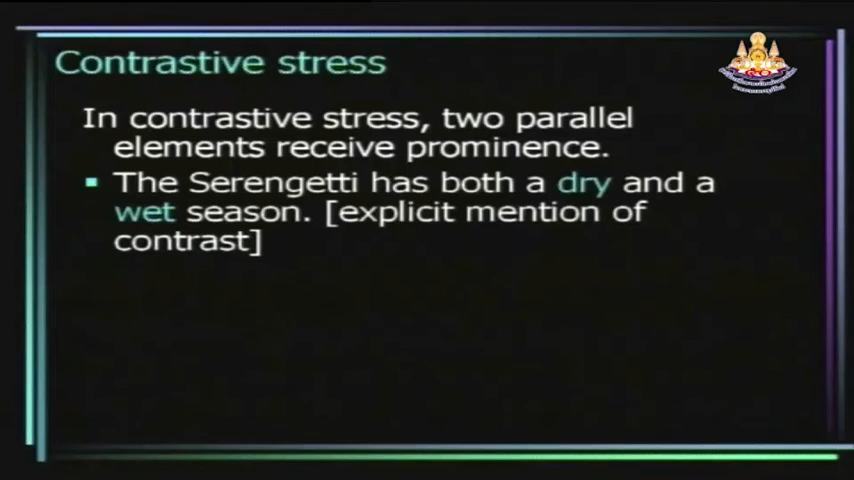 Contrastive stress
In contrastive stress, two parallel
elements receive prominence.
▪ The Serengetti has both a dry and a
wet season. [explicit mention of
contrast]